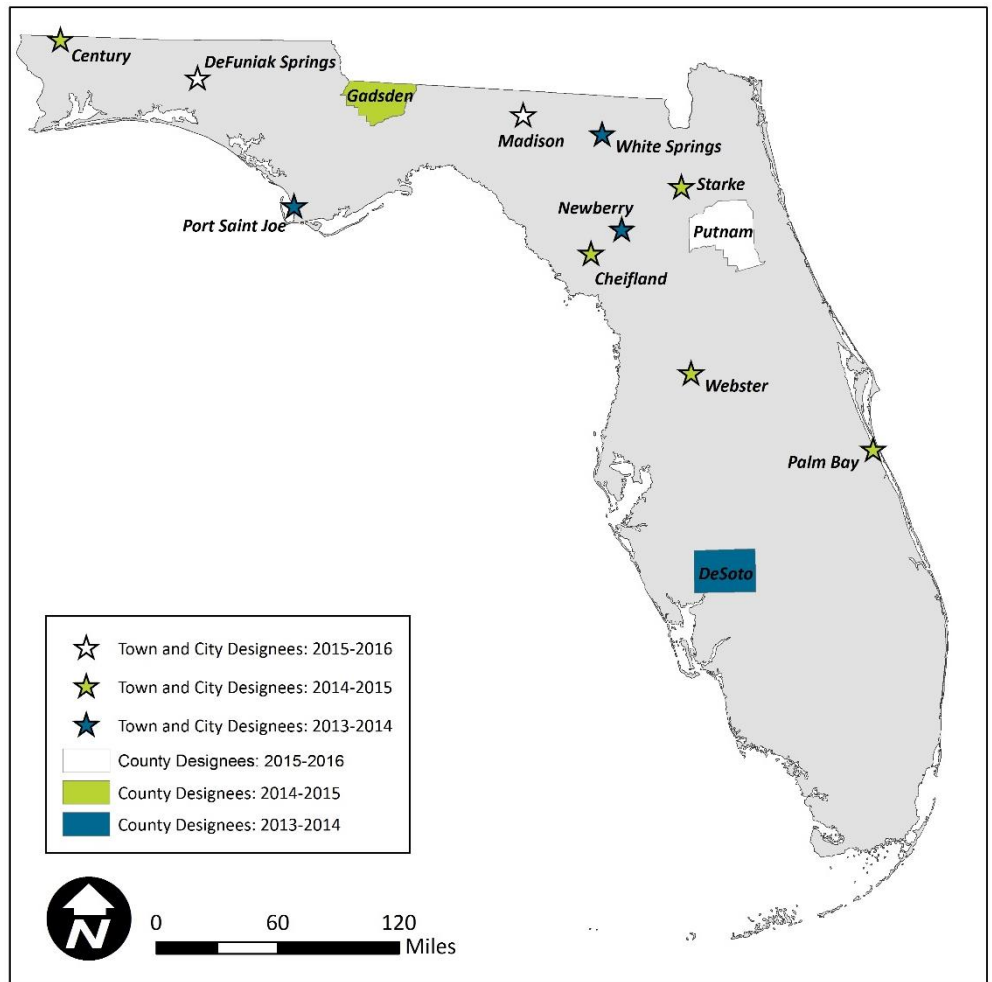 Century
DeFuniak Springs
Gadsden
Madison
White Springs
Starke
Port Saint Joe
Newberry
Putnam
Cheifland
Webster
Palm Bay
DeSoto
Town and City Designees: 2015-2016
Town and City Designees: 2014-2015
Town and City Designees: 2013-2014
County Designees: 2015-2016
County Designees: 2014-2015
County Designees: 2013-2014
N
0 60 120
Miles